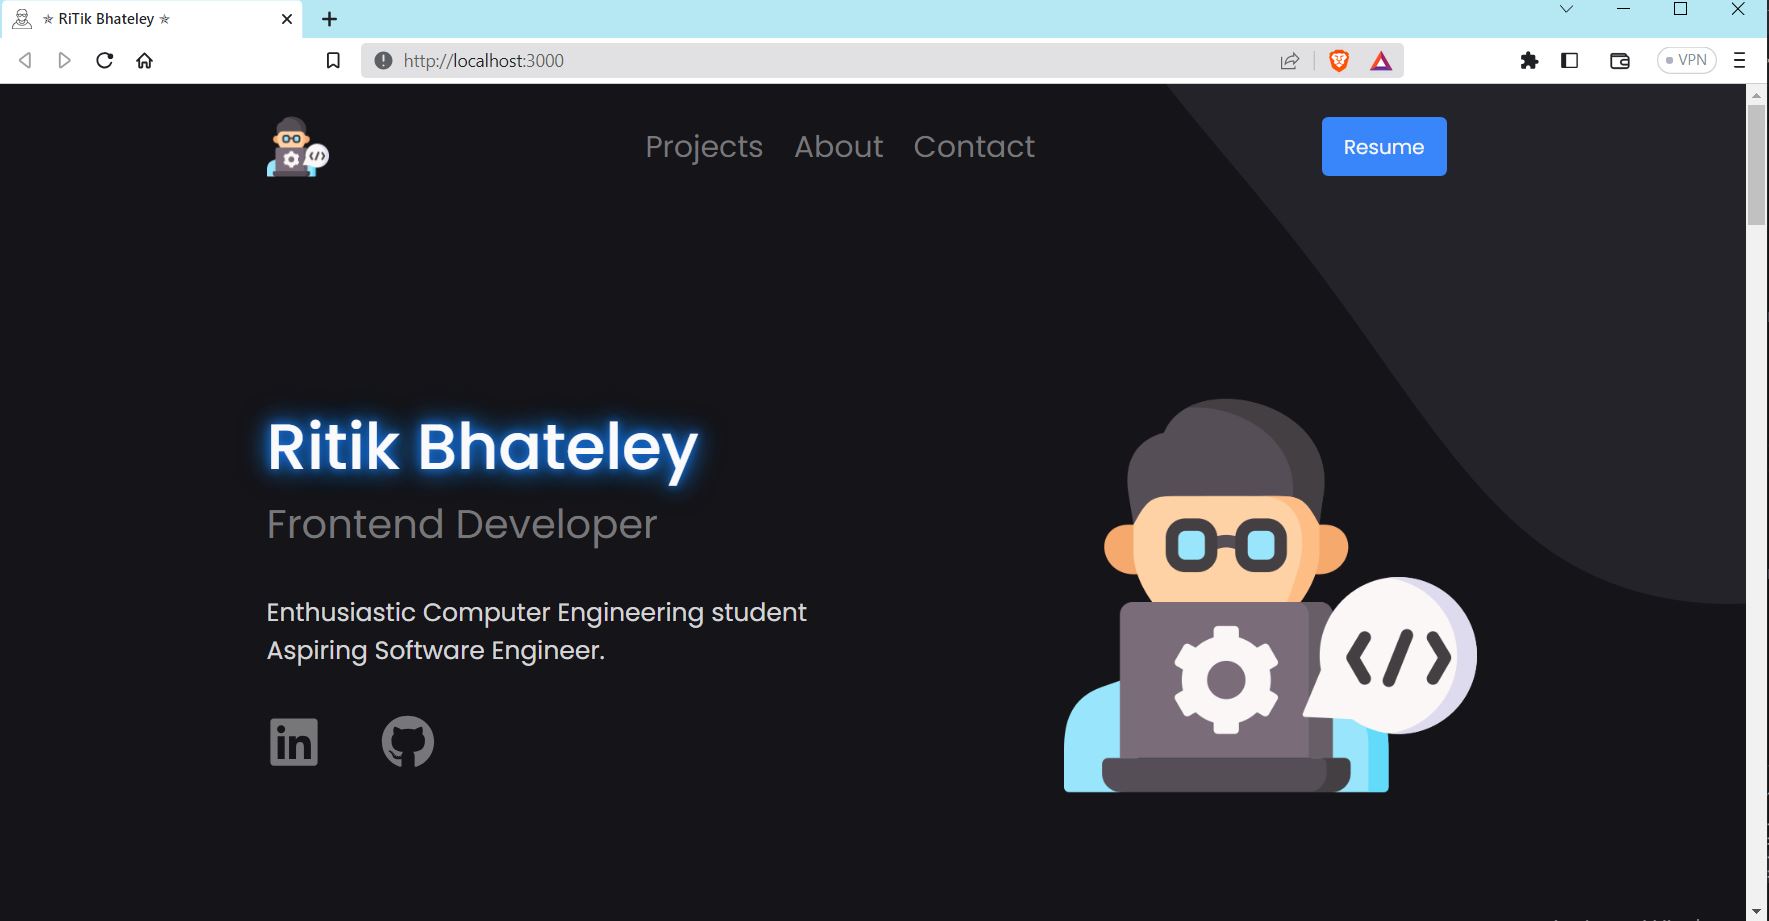 ✯ RiTik Bhateley ✯
http://localhost:3000
VPN
Projects About Contact
Resume
Ritik Bhateley
Frontend Developer
Enthusiastic Computer Engineering student
Aspiring Software Engineer.
in